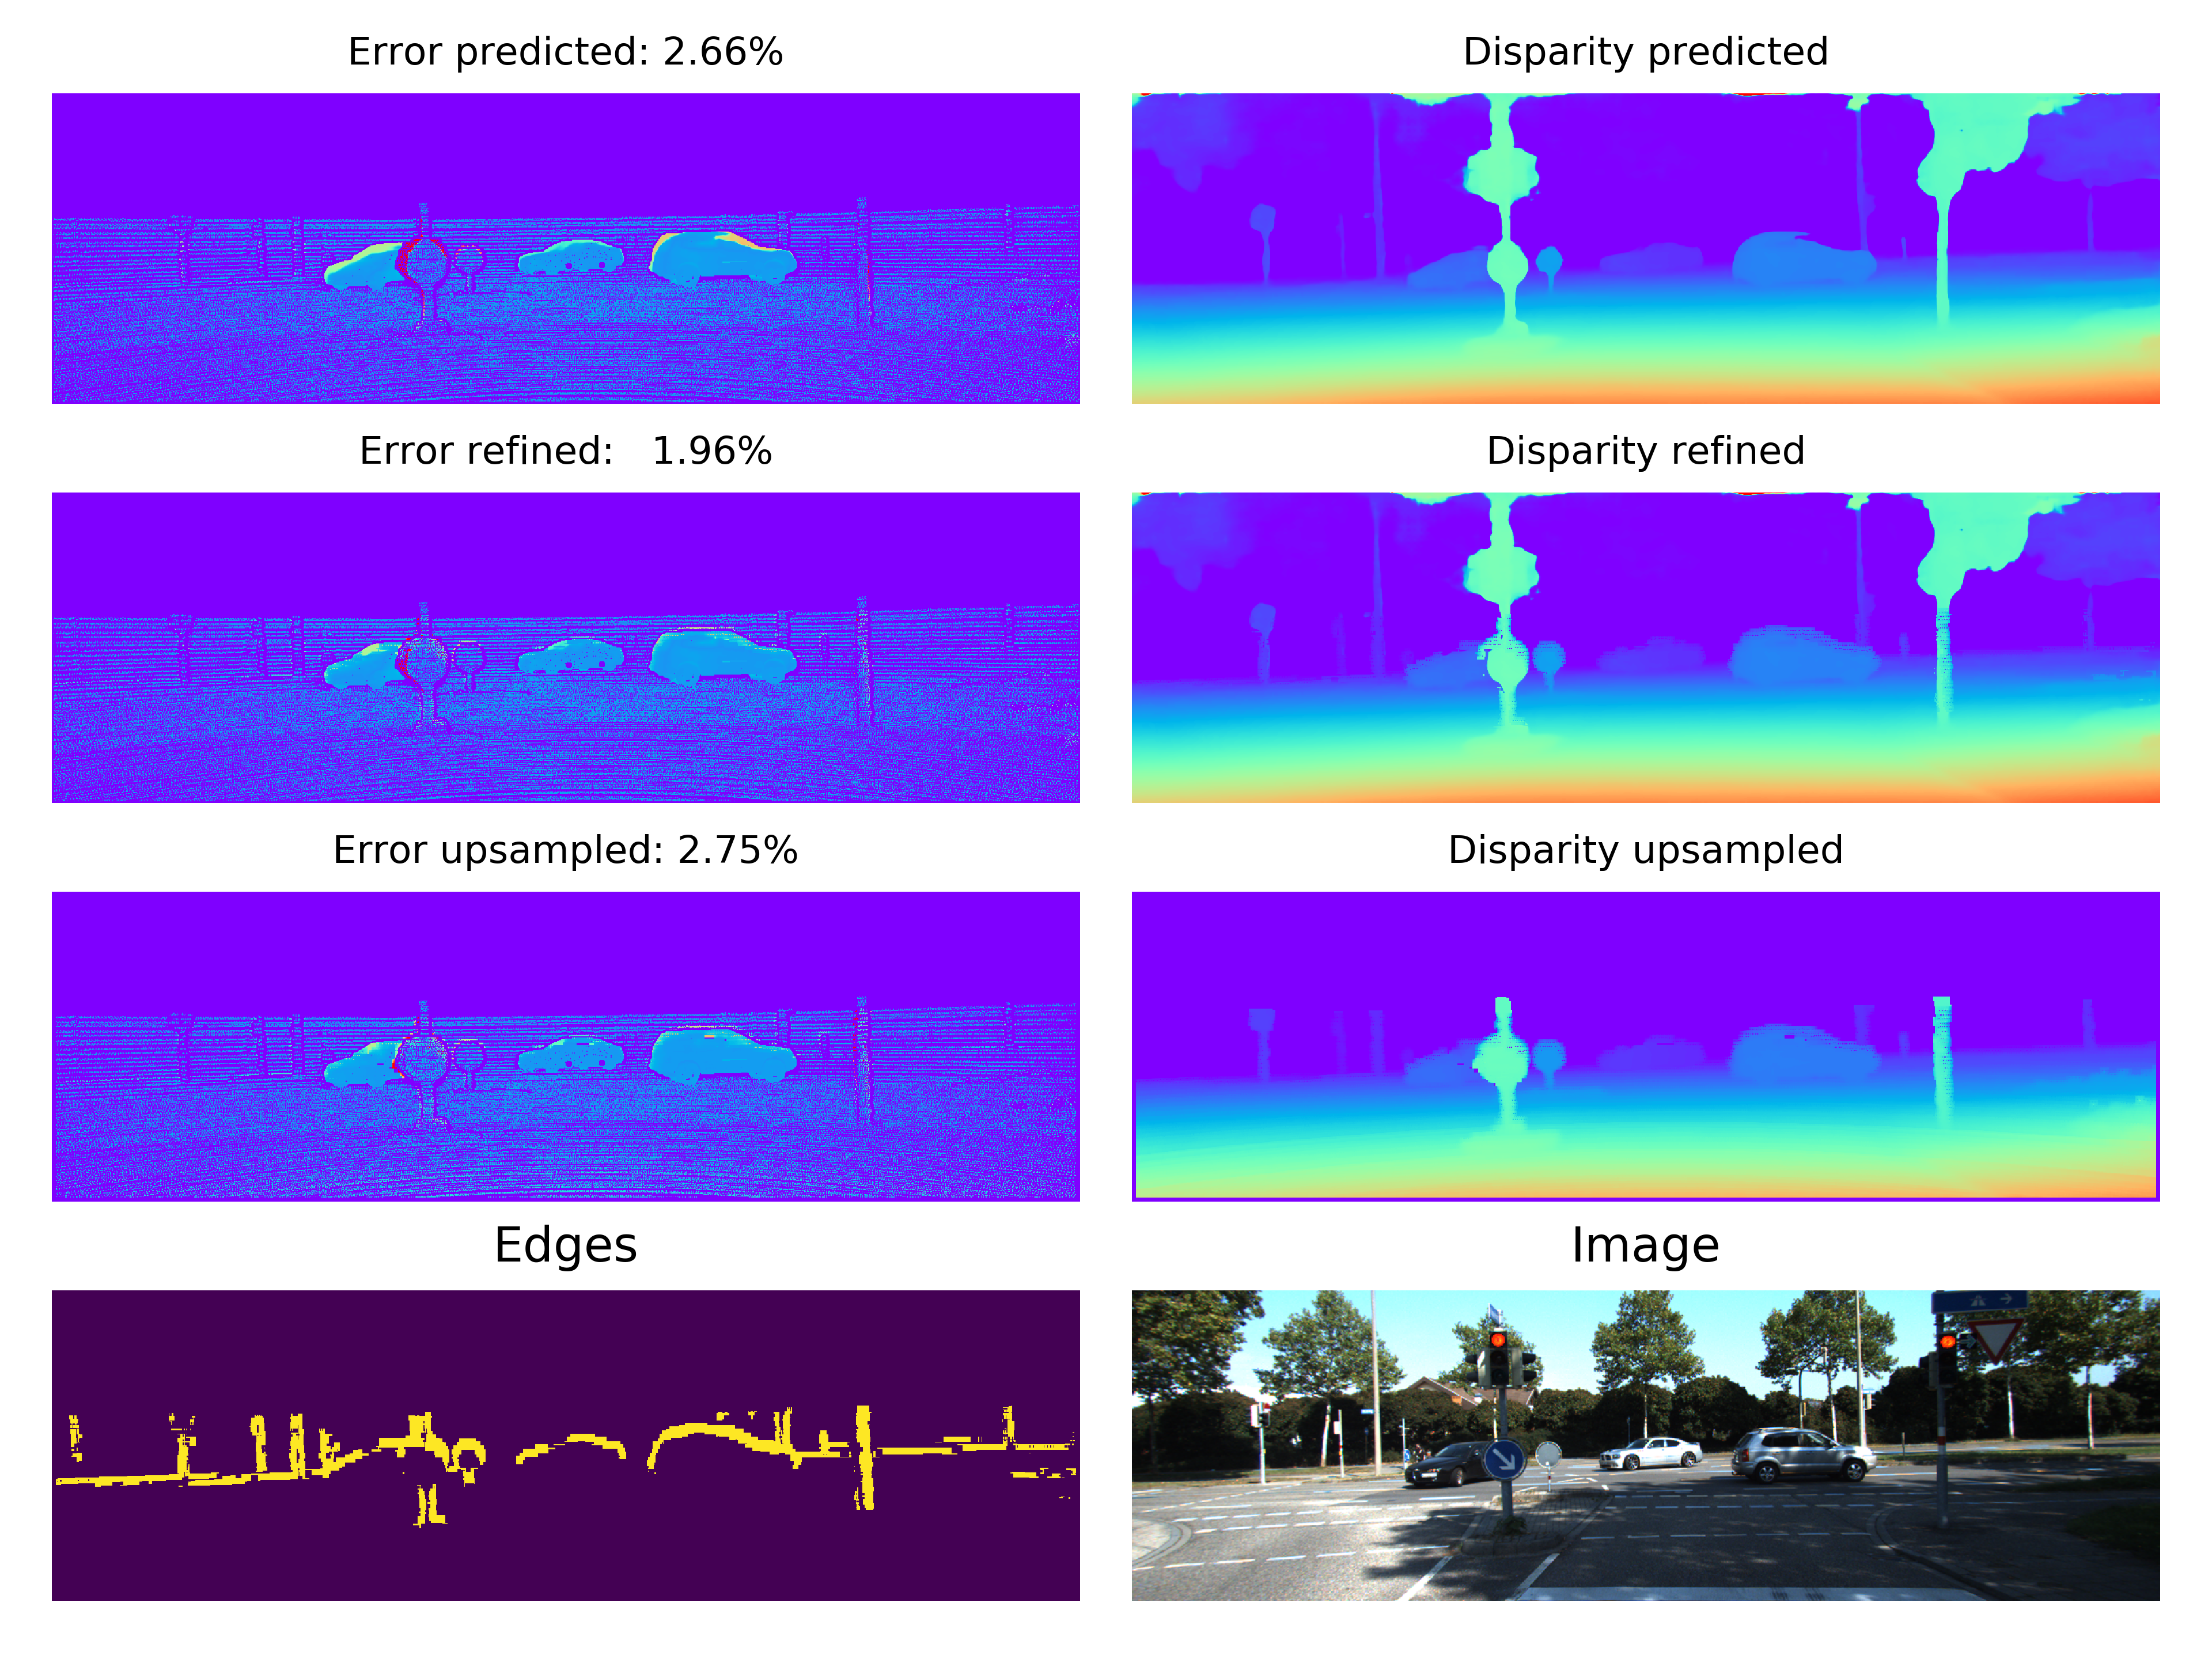 Error predicted: 2.66%
Disparity predicted
Error refined:   1.96%
Disparity refined
Error upsampled: 2.75%
Disparity upsampled
Edges
Image